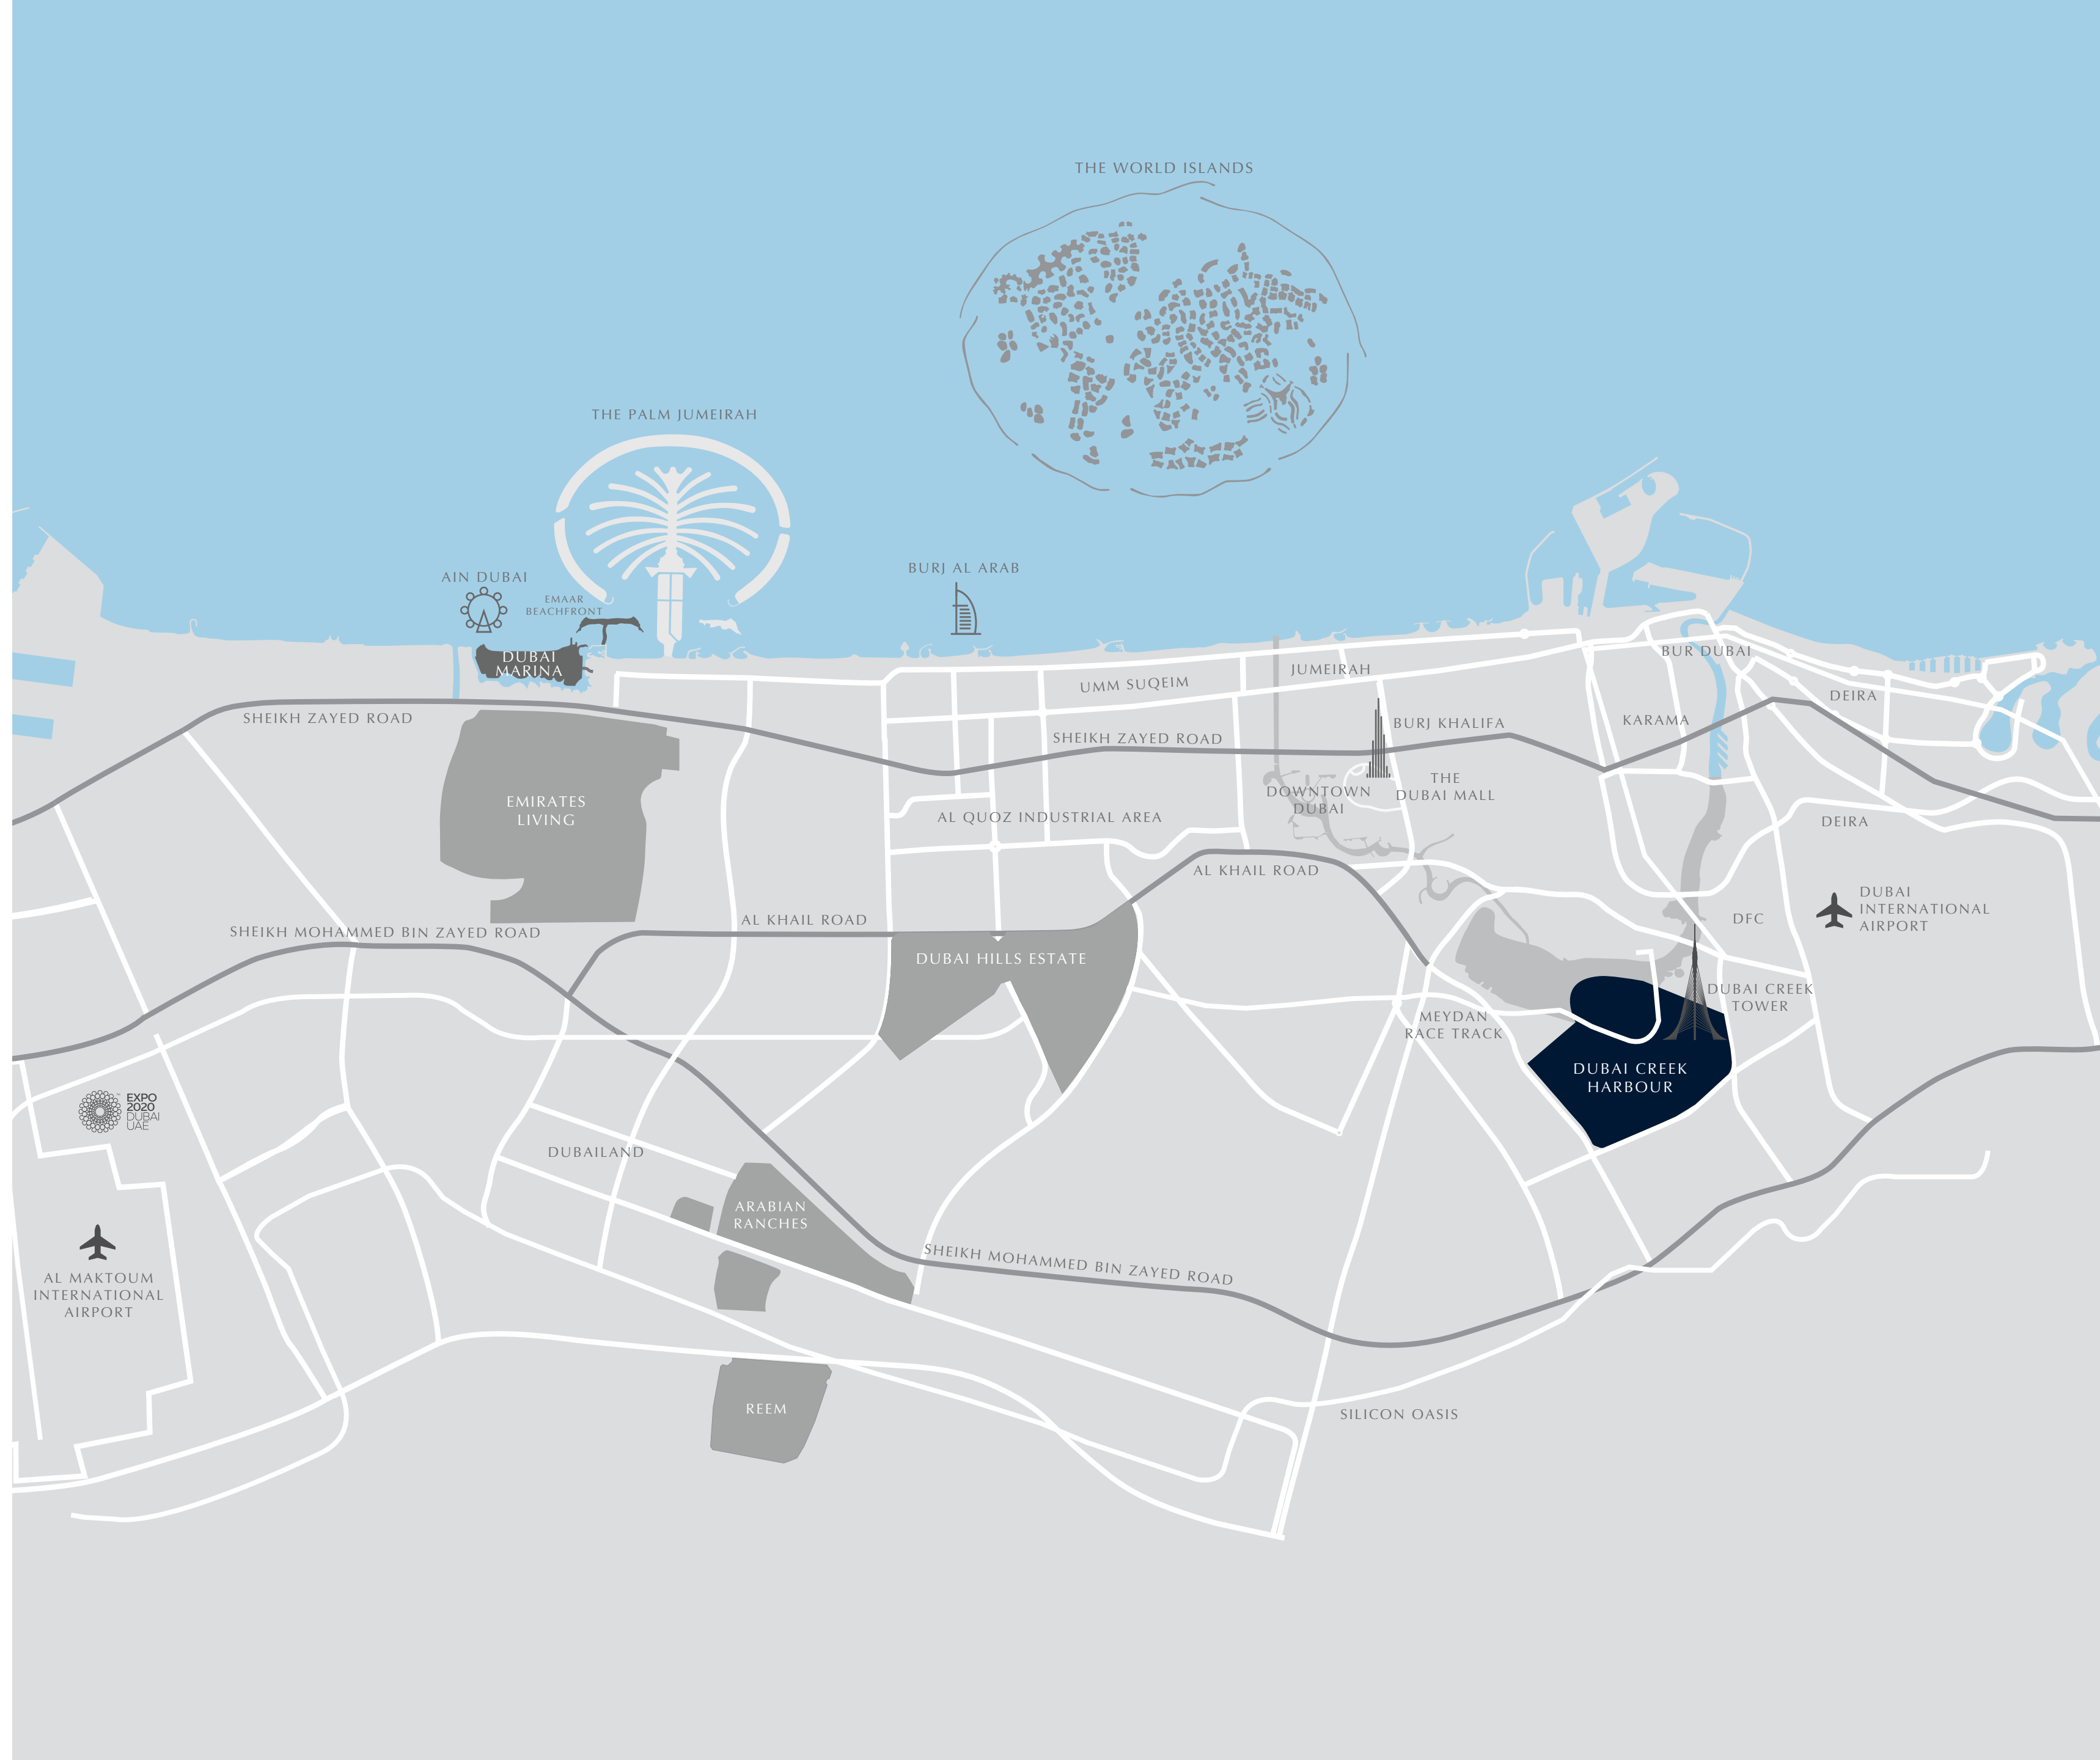 THE WORLD ISLANDS
THE PALM JUMEIRAH
BURJ AL ARAB
AIN DUBAI
EMAAR
BEACHFRONT
DUBAI
MARINA
BUR DUBAI
JUMEIRAH
UMM SUQEIM
DEIRA
SHEIKH ZAYED ROAD
KARAMA
BURJ KHALIFA
SHEIKH ZAYED ROAD
THE
DUBAI MALL
DOWNTOWN
DUBAI
EMIRATES
LIVING
AL QUOZ INDUSTRIAL AREA
DEIRA
AL KHAIL ROAD
DUBAI
INTERNATIONAL
AIRPORT
DFC
AL KHAIL ROAD
SHEIKH MOHAMMED BIN ZAYED ROAD
DUBAI HILLS ESTATE
DUBAI CREEK
TOWER
MEYDAN
RACE TRACK
DUBAI CREEK
HARBOUR
EXPO
2020
DUBAI
UAE
DUBAILAND
ARABIAN
RANCHES
SHEIKH MOHAMMED BIN ZAYED ROAD
AL MAKTOUM
INTERNATIONAL
AIRPORT
REEM
SILICON OASIS